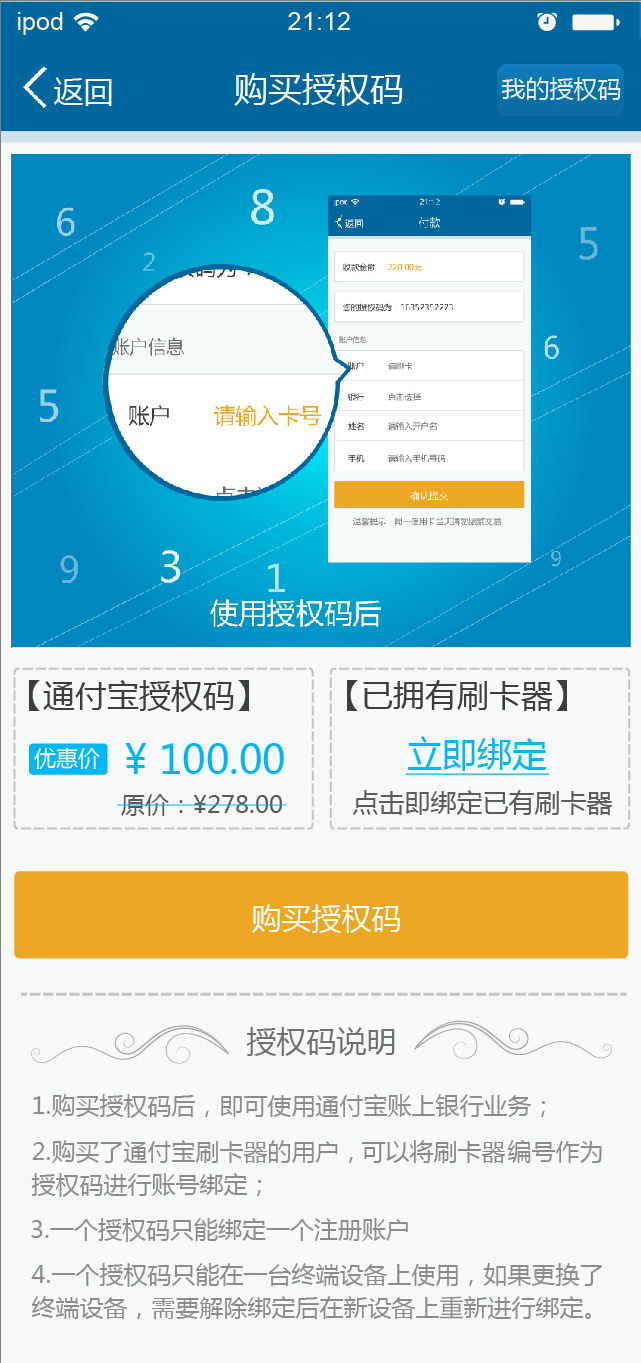 ipod 21:12
返回 购买授权码 我的授权码
6 8 5
2
ipod 21:12
返回 付款
收款金额 220.00元
您的授权码为：16352352223
账户信息
账户 请刷卡
银行 点击选择
姓名 请输入开户名
手机 请输入手机号码
确认提交
账户信息
账户 请输入卡号
5 6
9 3 1 9
使用授权码后
【通付宝授权码】
优惠价 ¥ 100.00
原价：¥278.00
【已拥有刷卡器】
立即绑定
点击即绑定已有刷卡器
购买授权码
授权码说明
1.购买授权码后，即可使用通付宝账上银行业务；
2.购买了通付宝刷卡器的用户，可以将刷卡器编号作为
授权码进行账号绑定；
3.一个授权码只能绑定一个注册账户
4.一个授权码只能在一台终端设备上使用，如果更换了
终端设备，需要解除绑定后在新设备上重新进行绑定。